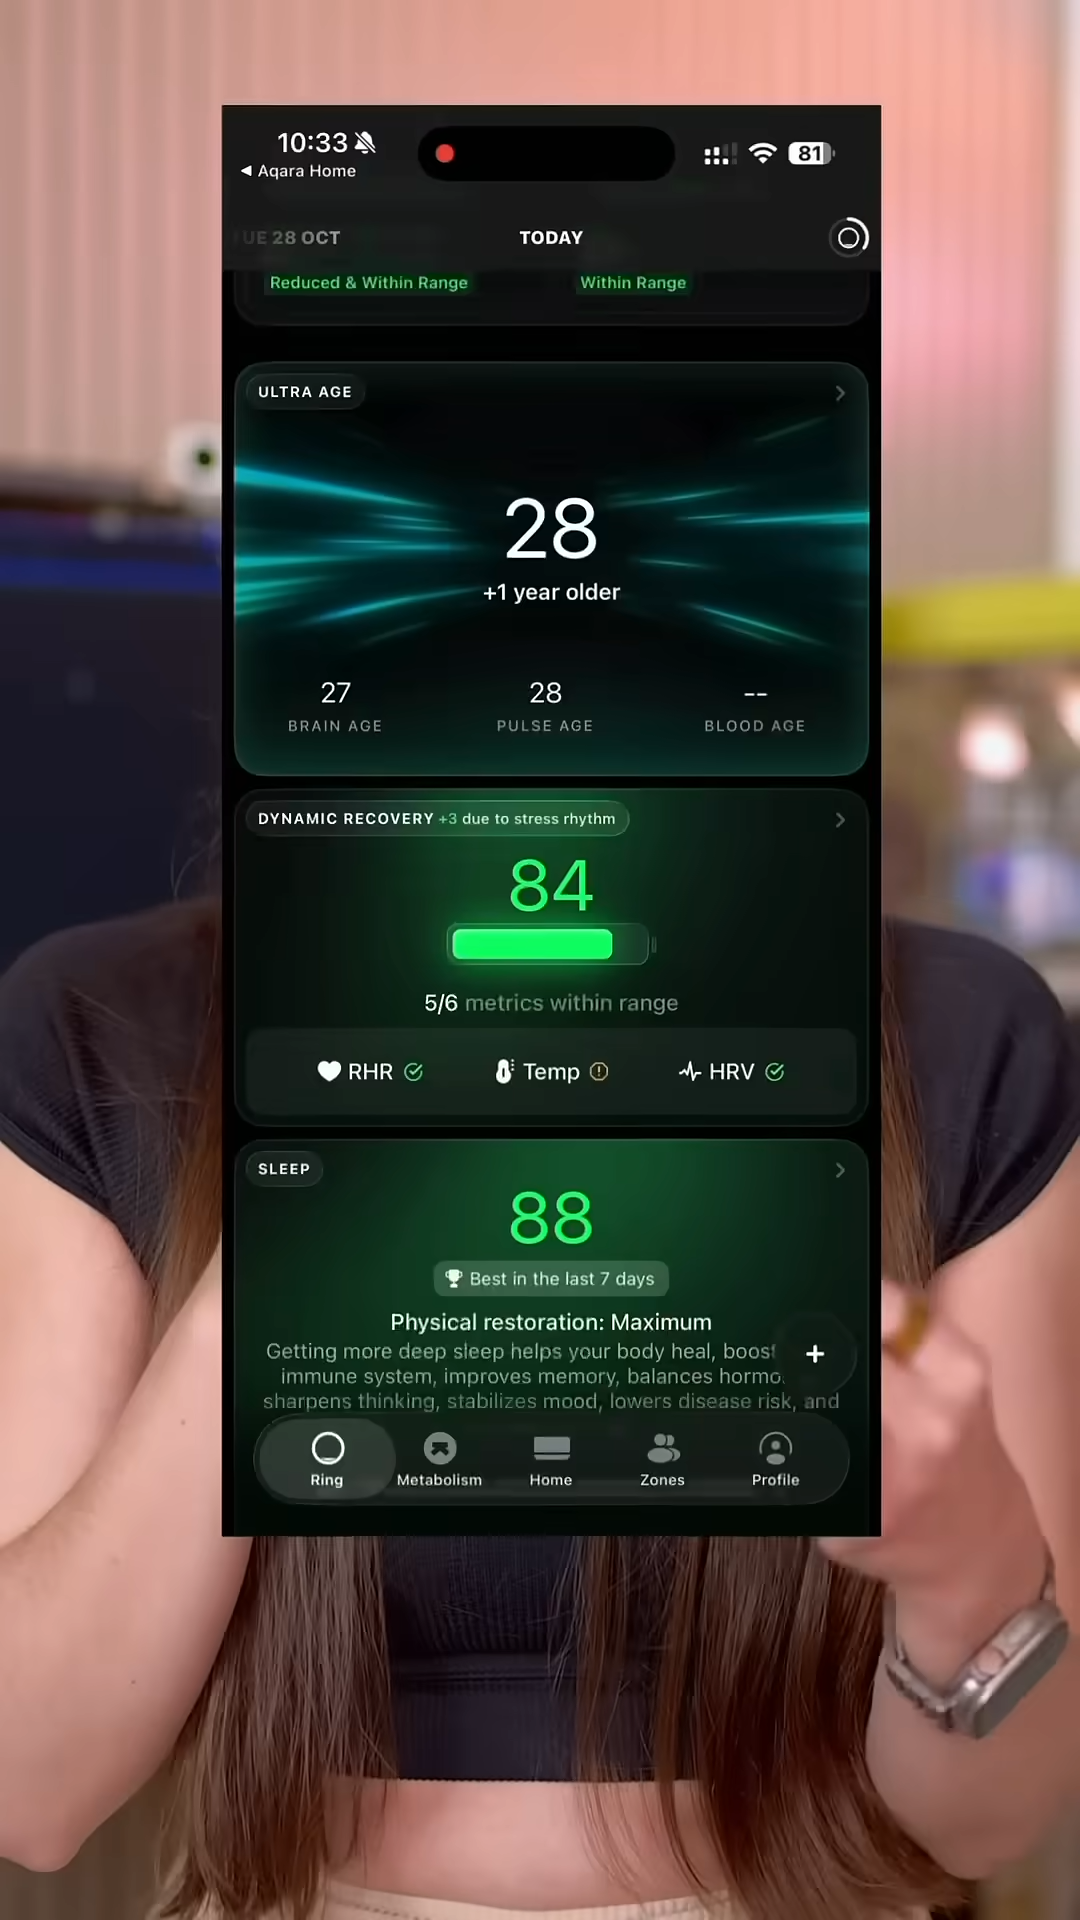 10:33
81
Aqara Home
UE 28 OCT
TODAY
Reduced & Within Range
Within Range
ULTRA AGE
28
+1 year older
27
28
--
BRAIN AGE
PULSE AGE
BLOOD AGE
DYNAMIC RECOVERY +3 due to stress rhythm
84
5/6 metrics within range
RHR
Temp
HRV
SLEEP
88
Best in the last 7 days
Physical restoration: Maximum
Getting more deep sleep helps your body heal, boost
immune system, improves memory, balances hormo
sharpens thinking, stabilizes mood, lowers disease risk, and
Ring
Metabolism
Home
Zones
Profile